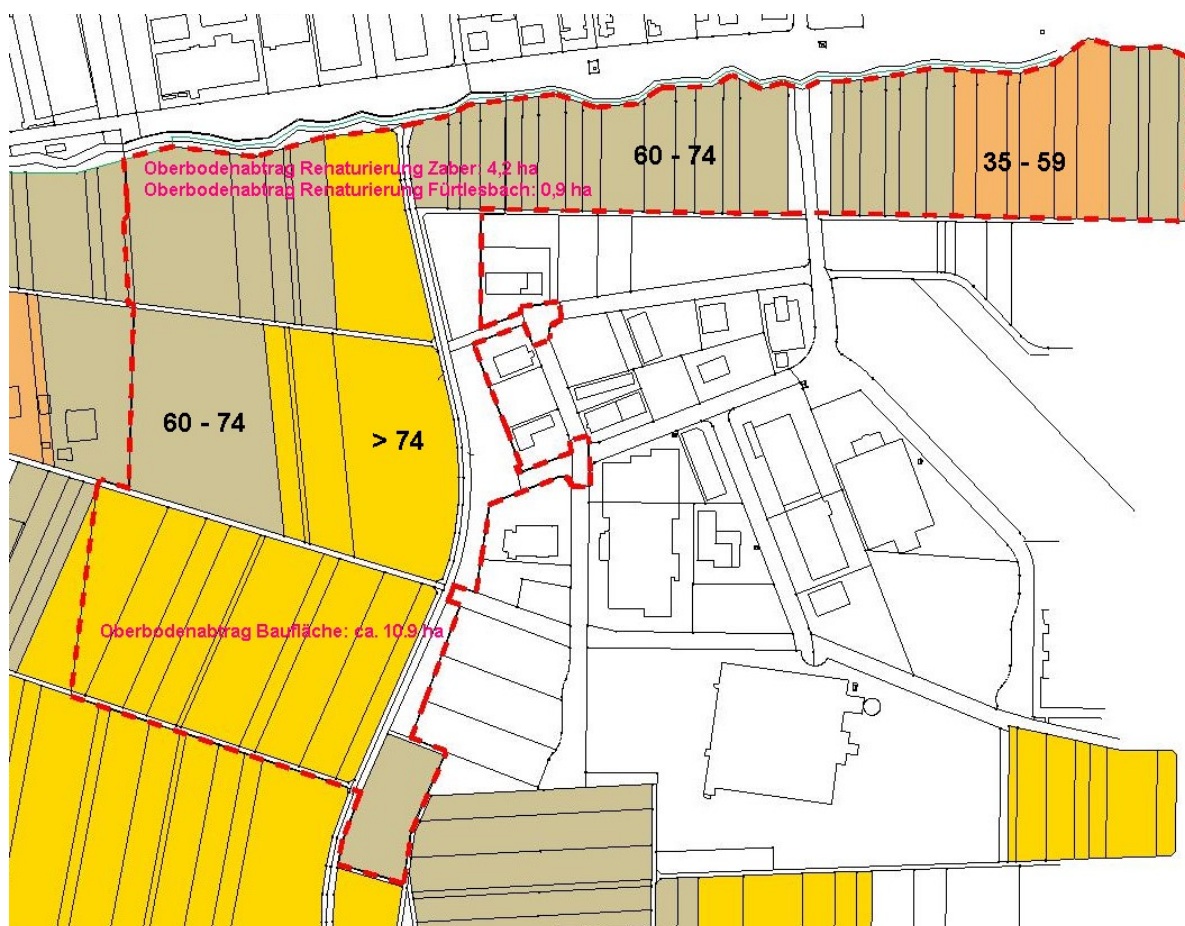 60 - 74
35 - 59
Oberbodenabtrag Renaturierung Zaber: 4,2 ha
Oberbodenabtrag Renaturierung Fürtlesbach: 0,9 ha
60 - 74
> 74
Oberbodenabtrag Baufläche: ca. 10.9 ha